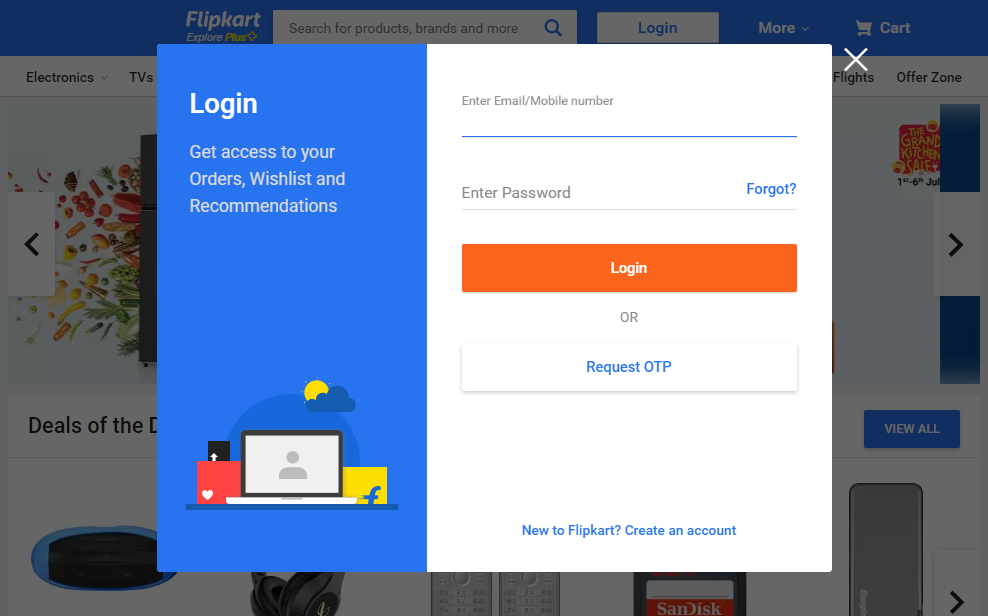 Flipkart
Explore Plus
Search for products, brands and more
Login
More
Cart
Electronics
TVs
Flights
Offer Zone
Login
Get access to your
Orders, Wishlist and
Recommendations
Enter Email/Mobile number
Enter Password
Forgot?
Login
OR
Request OTP
New to Flipkart? Create an account
THE
GRAND
KITCHEN
SALE
1st-6th Jul
Deals of the D
VIEW ALL
SanDisk
Energizer